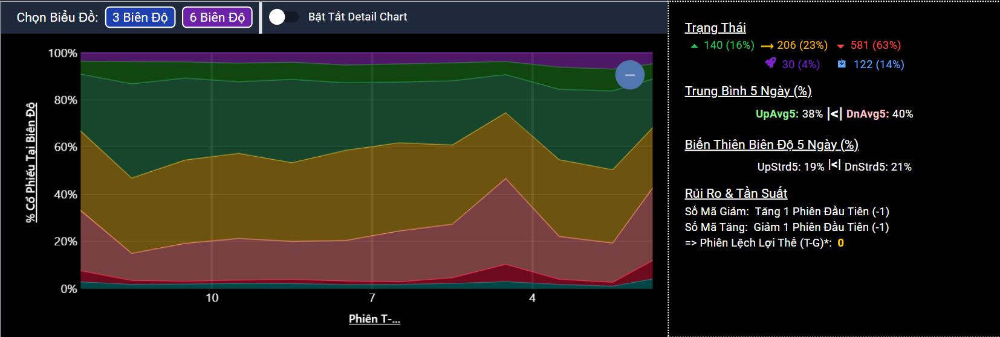 Chọn Biểu Đồ: 3 Biên Độ 6 Biên Độ Bật Tắt Detail Chart
100%
80%
60%
40%
20%
0%
% Cổ Phiếu Tại Biên Độ
10 7 4
Phiên T-...
Trạng Thái
140 (16%) 206 (23%) 581 (63%)
30 (4%) 122 (14%)
Trung Bình 5 Ngày (%)
UpAvg5: 38% |<| DnAvg5: 40%
Biến Thiên Biên Độ 5 Ngày (%)
UpStrd5: 19% |<| DnStrd5: 21%
Rủi Ro & Tần Suất
Số Mã Giảm: Tăng 1 Phiên Đầu Tiên (-1)
Số Mã Tăng: Giảm 1 Phiên Đầu Tiên (-1)
=> Phiên Lệch Lợi Thế (T-G)*: 0